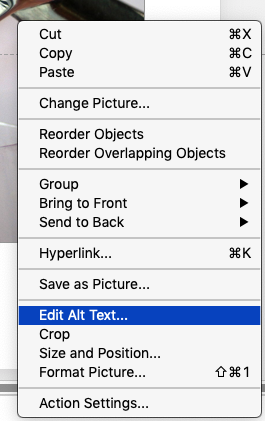 Cut ⌘X
Copy ⌘C
Paste ⌘V
Change Picture...
Reorder Objects
Reorder Overlapping Objects
Group ▶
Bring to Front ▶
Send to Back ▶
Hyperlink... ⌘K
Save as Picture...
Edit Alt Text...
Crop
Size and Position...
Format Picture... ⇧⌘1
Action Settings...